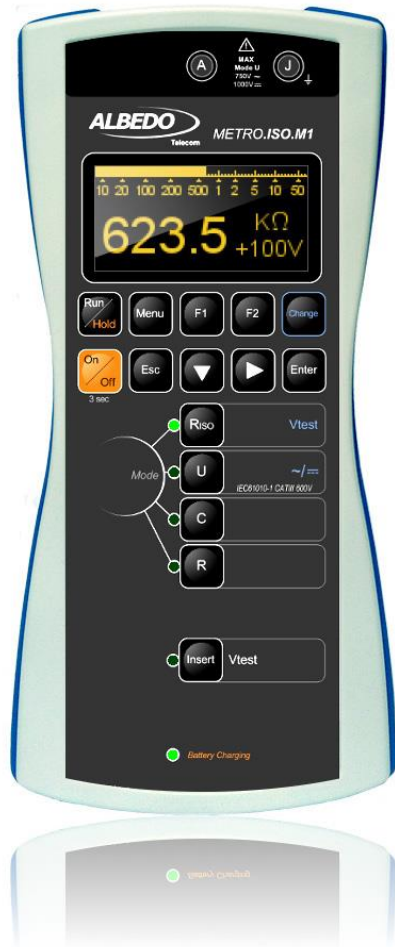 A
MAX
Mode U
750V ~
1000V ⎓
J
ALBEDO
Telecom
METRO.ISO.M1
10 20 100 200 500 1 2 5 10 50
623.5 KΩ
+100V
Run/Hold Menu F1 F2 Change
On/Off Esc Enter
3 sec
Riso Vtest
Mode U ~/⎓
IEC61010-1 CATIII 600V
C
R
Insert Vtest
Battery Charging